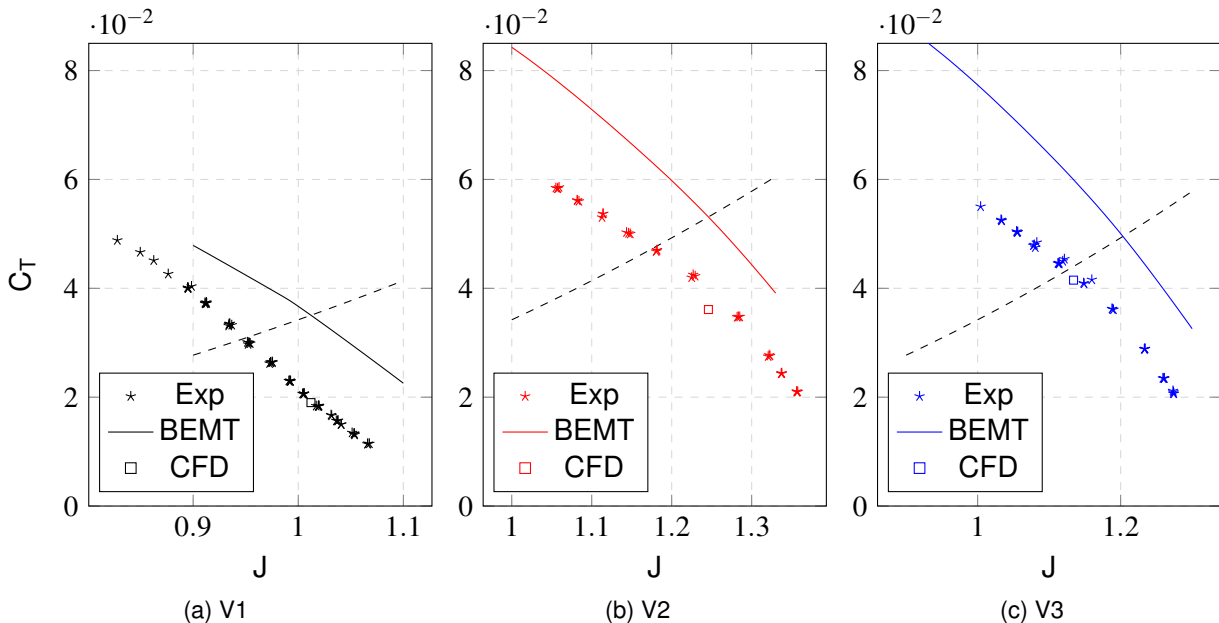 ·10⁻² ·10⁻² ·10⁻²
8 8 8
6 6 6
C_T
4 4 4
2 2 2
0 0 0
Exp
BEMT
CFD
Exp
BEMT
CFD
Exp
BEMT
CFD
0.9 1 1.1
1 1.1 1.2 1.3
1 1.2
J J J
(a) V1 (b) V2 (c) V3